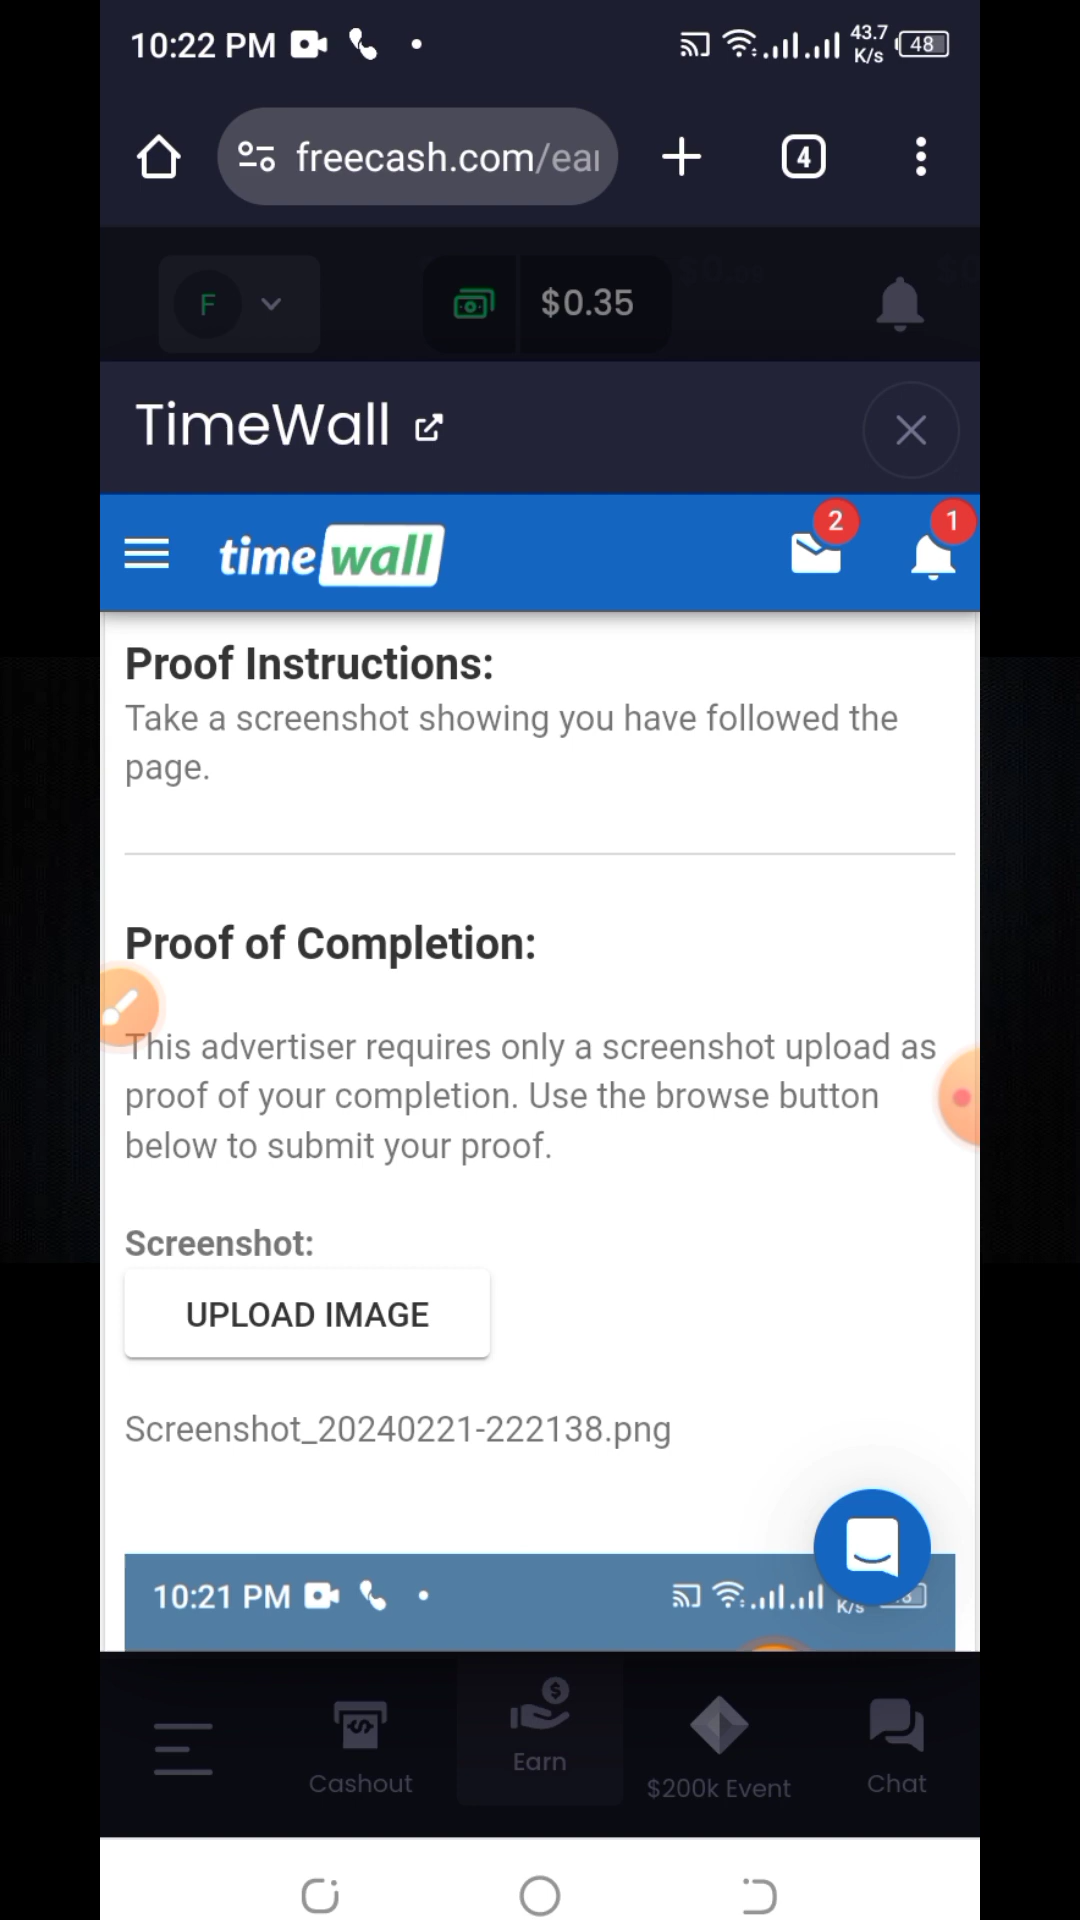 10:22 PM 43.7 K/s 48
freecash.com/ear 4
F $0.35
TimeWall
timewall 2 1
Proof Instructions:
Take a screenshot showing you have followed the
page.
Proof of Completion:
This advertiser requires only a screenshot upload as
proof of your completion. Use the browse button
below to submit your proof.
Screenshot:
UPLOAD IMAGE
Screenshot_20240221-222138.png
10:21 PM K/s
Cashout Earn $200k Event Chat